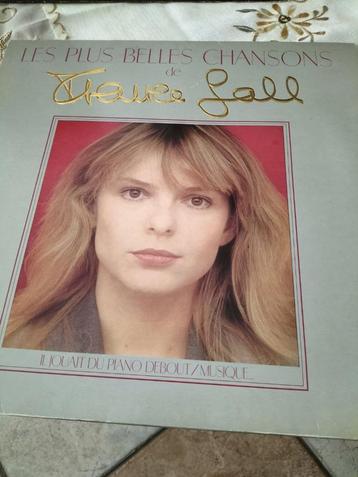 LES PLUS BELLES CHANSONS
de
France Gall
IL JOUAIT DU PIANO DEBOUT/MUSIQUE...